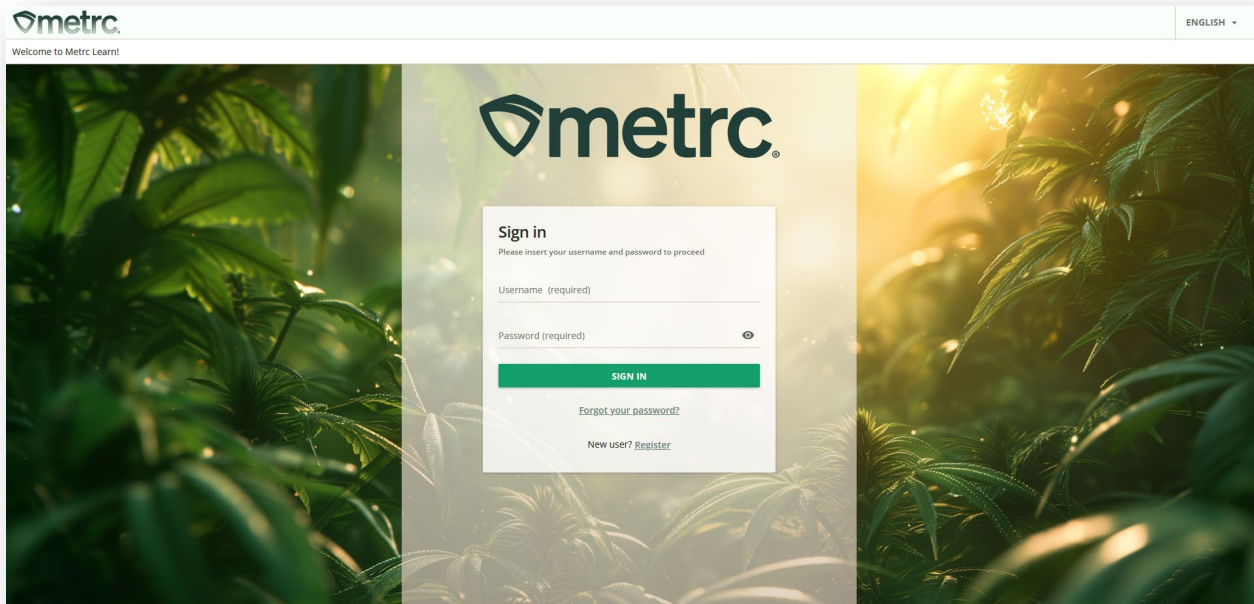 metrc.
ENGLISH
Welcome to Metrc Learn!
metrc.®
Sign in
Please insert your username and password to proceed
Username (required)
Password (required)
SIGN IN
Forgot your password?
New user? Register